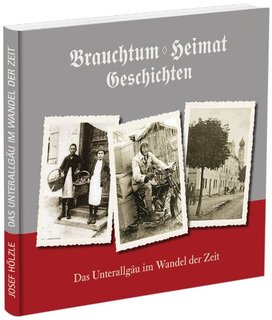 Brauchtum ◊ Heimat
Geschichten
Das Unterallgäu im Wandel der Zeit
JOSEF HÖLZLE DAS UNTERALLGÄU IM WANDEL DER ZEIT